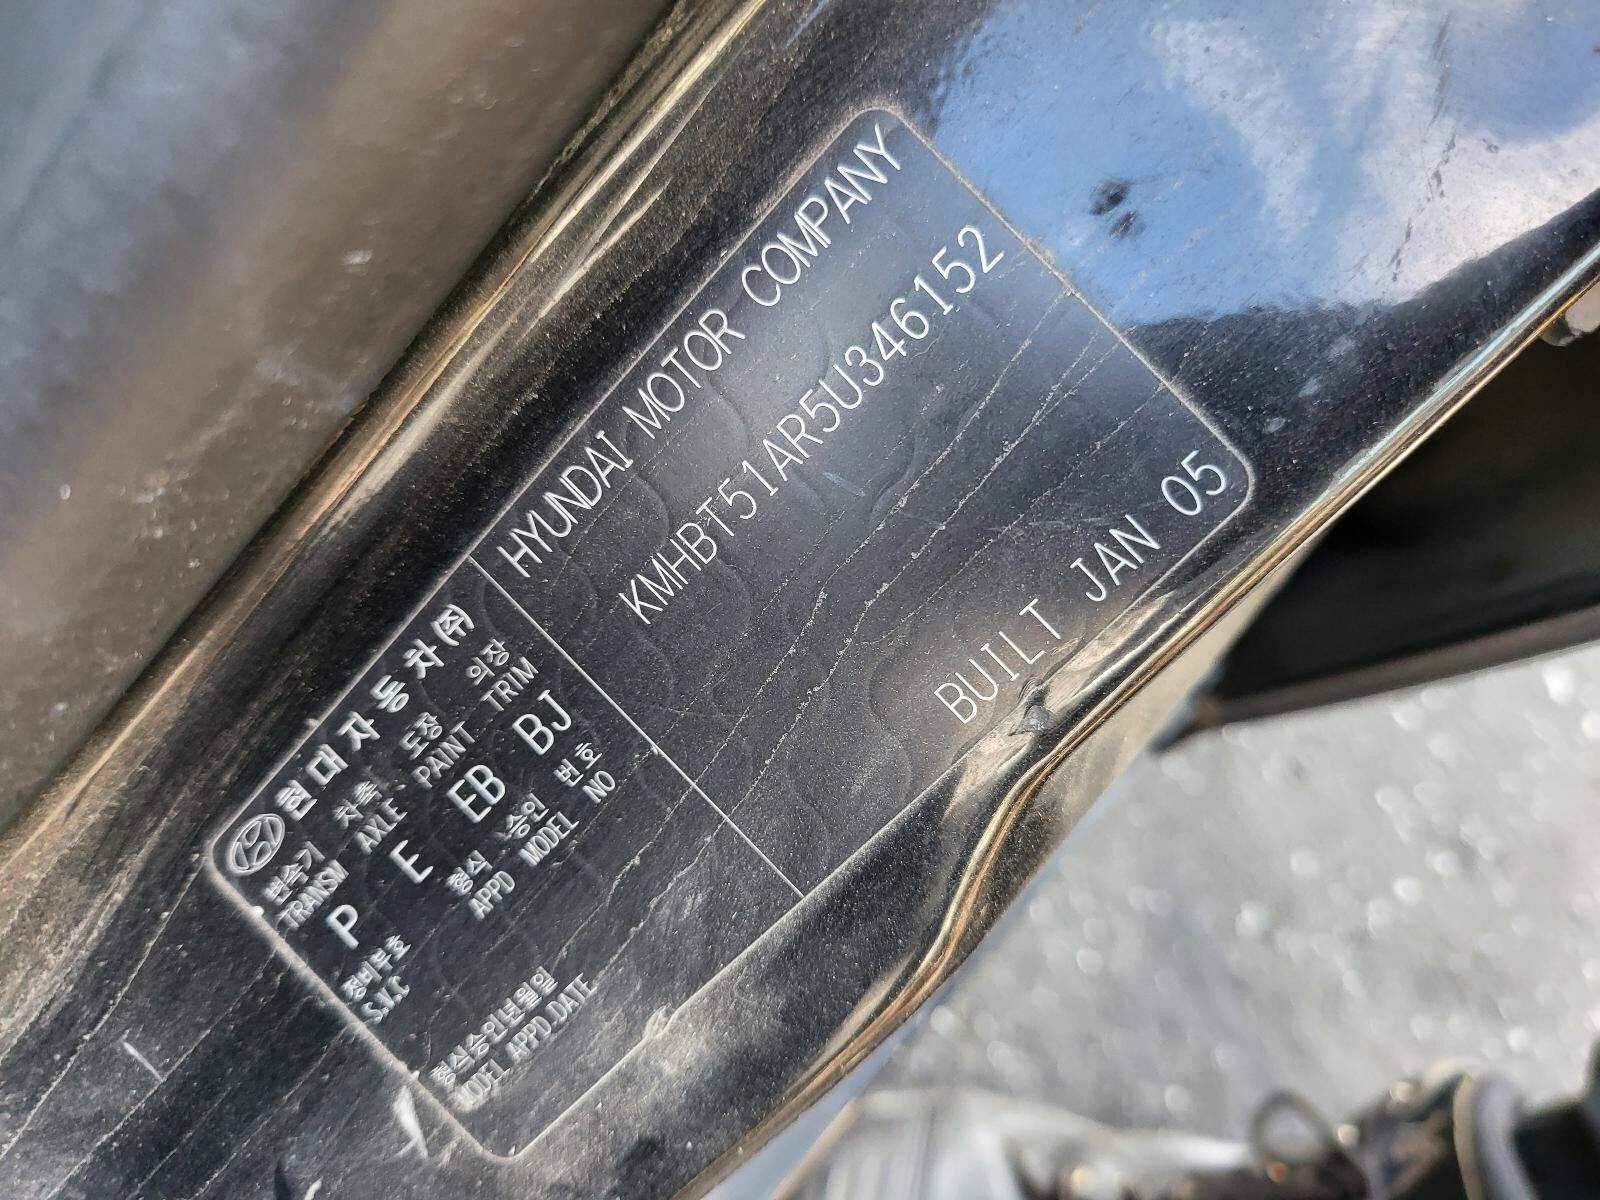 현대자동차(주)
변속기 차축 도장 의장
TRANSM AXLE PAINT TRIM
P E EB BJ
정비부호 형식 승인 번호
S.V.C APPD MODEL NO
형식승인년월일
MODEL APPD DATE
HYUNDAI MOTOR COMPANY
KMHBT51AR5U346152
BUILT JAN 05